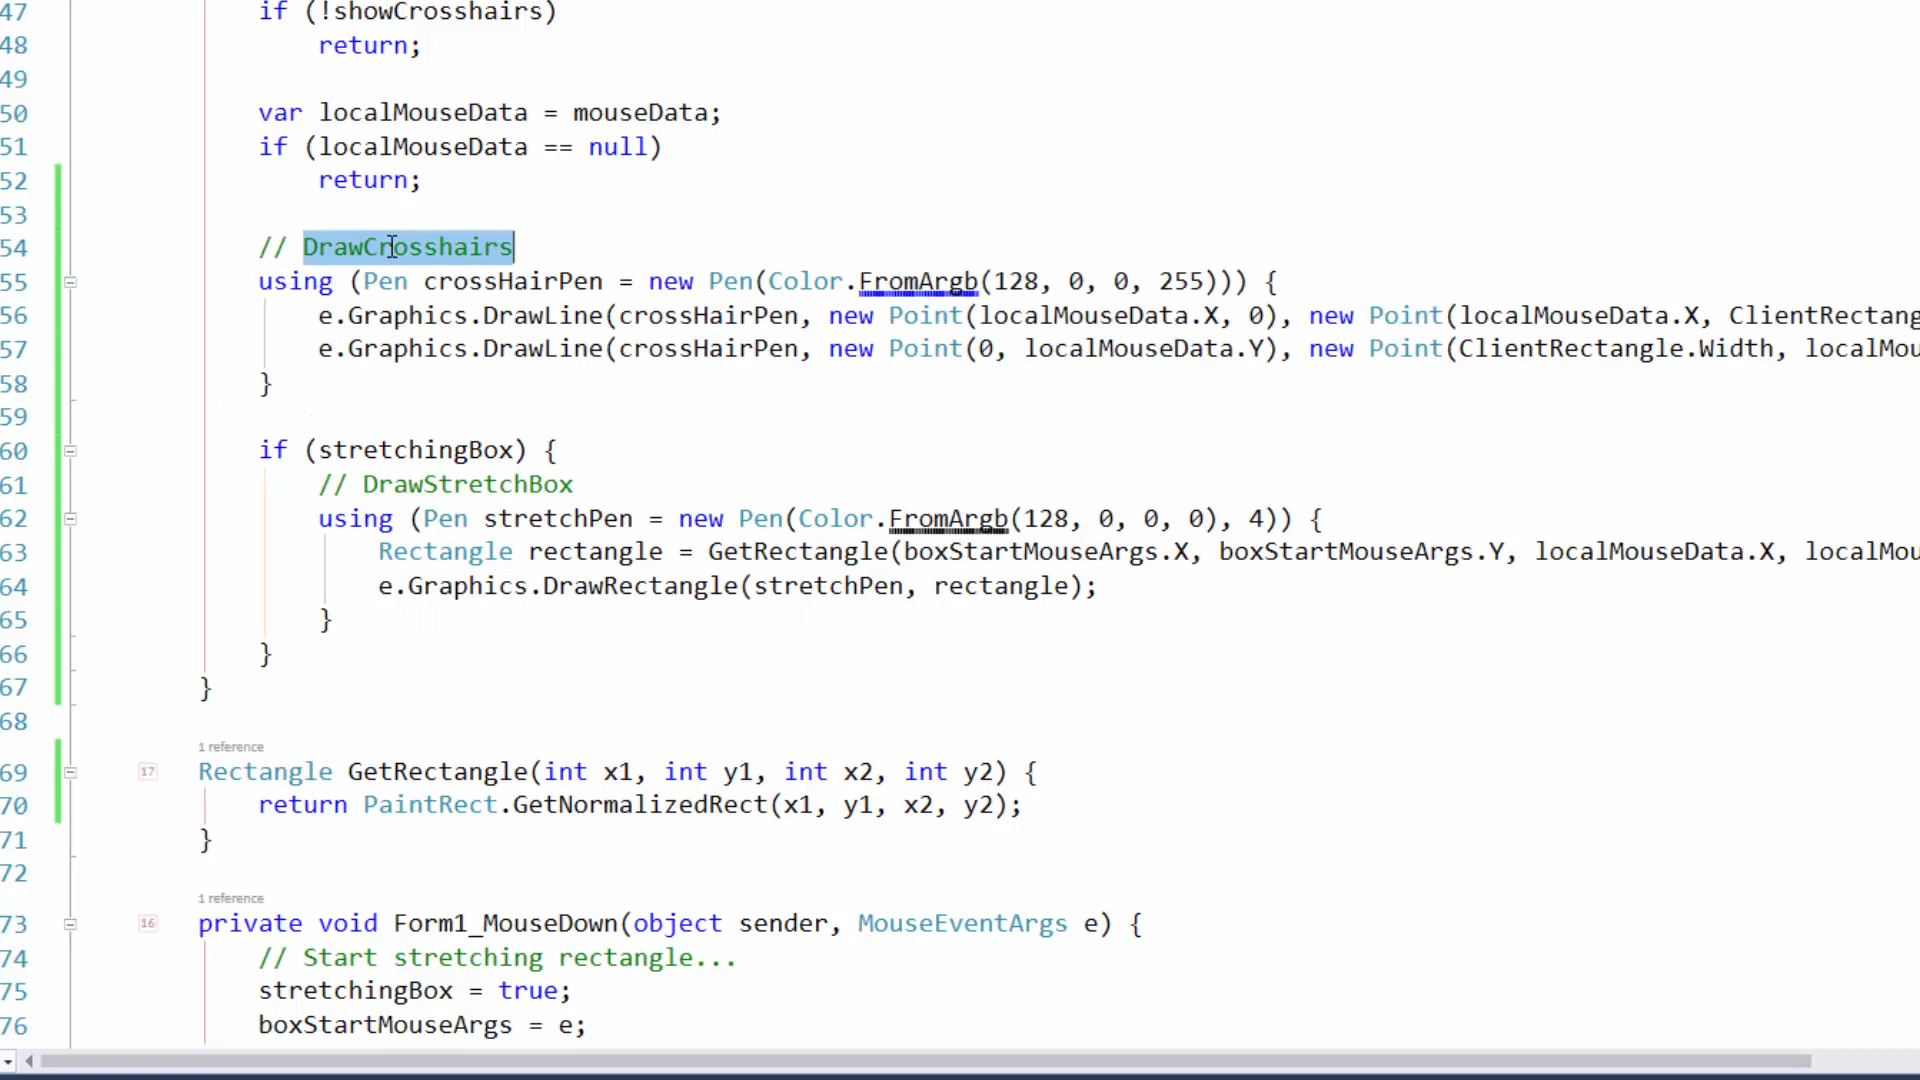 47 if (!showCrosshairs)
48 return;
49
50 var localMouseData = mouseData;
51 if (localMouseData == null)
52 return;
53
54 // DrawCrosshairs
55 using (Pen crossHairPen = new Pen(Color.FromArgb(128, 0, 0, 255))) {
56 e.Graphics.DrawLine(crossHairPen, new Point(localMouseData.X, 0), new Point(localMouseData.X, ClientRectang
57 e.Graphics.DrawLine(crossHairPen, new Point(0, localMouseData.Y), new Point(ClientRectangle.Width, localMou
58 }
59
60 if (stretchingBox) {
61 // DrawStretchBox
62 using (Pen stretchPen = new Pen(Color.FromArgb(128, 0, 0, 0), 4)) {
63 Rectangle rectangle = GetRectangle(boxStartMouseArgs.X, boxStartMouseArgs.Y, localMouseData.X, localMou
64 e.Graphics.DrawRectangle(stretchPen, rectangle);
65 }
66 }
67 }
68
1 reference
69 17 Rectangle GetRectangle(int x1, int y1, int x2, int y2) {
70 return PaintRect.GetNormalizedRect(x1, y1, x2, y2);
71 }
72
1 reference
73 16 private void Form1_MouseDown(object sender, MouseEventArgs e) {
74 // Start stretching rectangle...
75 stretchingBox = true;
76 boxStartMouseArgs = e;